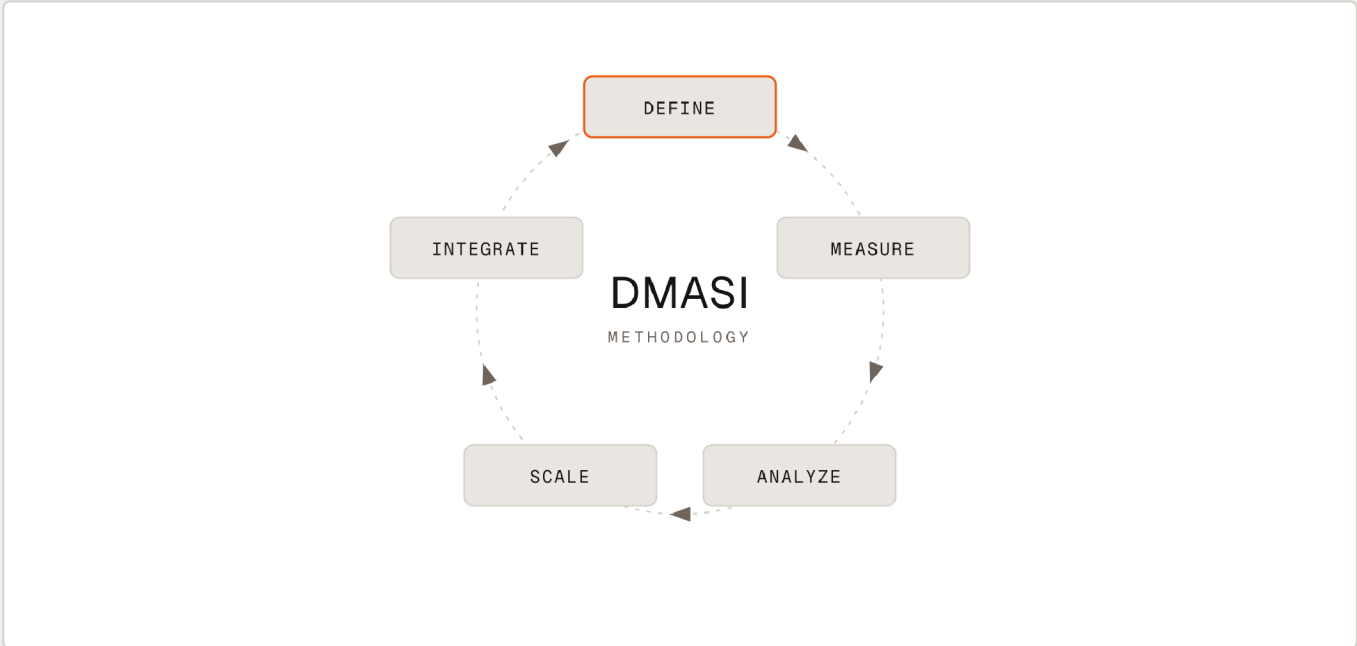 DEFINE
INTEGRATE
MEASURE
DMASI
METHODOLOGY
SCALE
ANALYZE